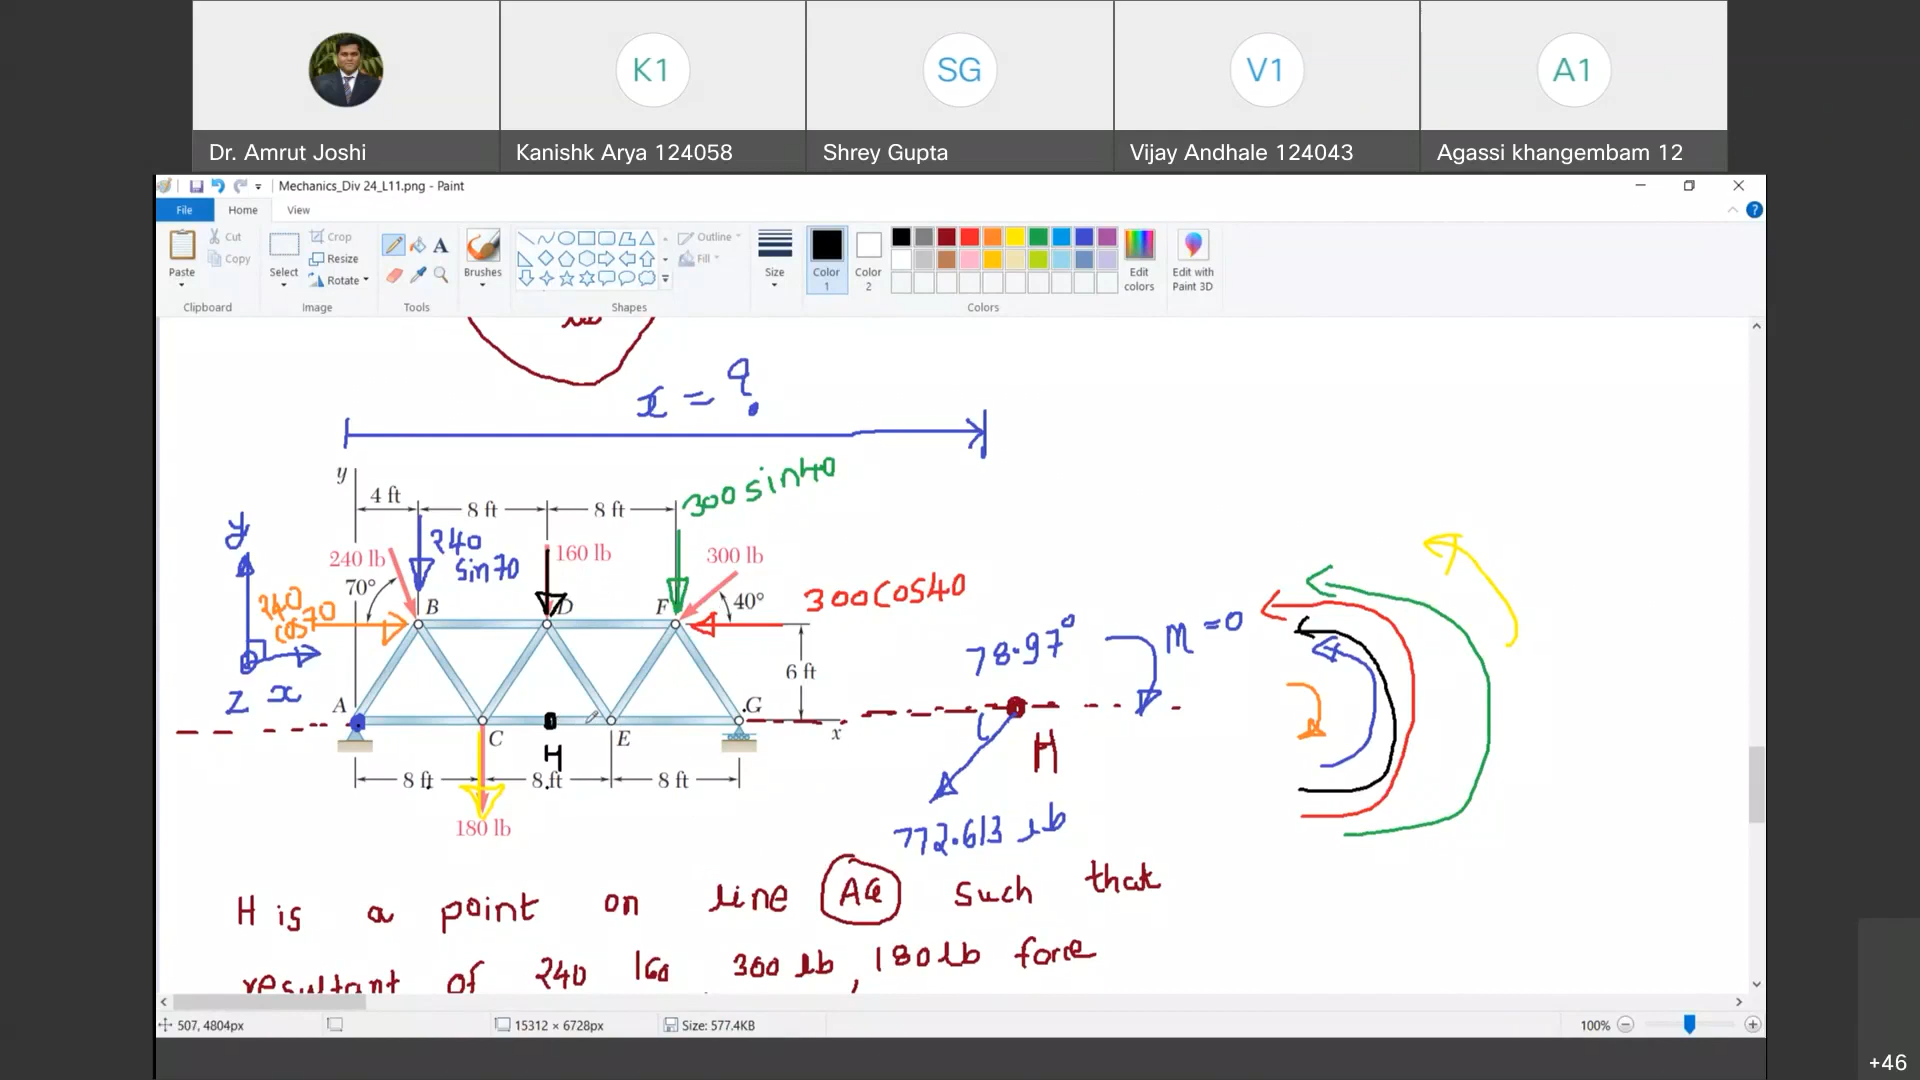 K1
SG
V1
A1
Dr. Amrut Joshi
Kanishk Arya 124058
Shrey Gupta
Vijay Andhale 124043
Agassi khangembam 12
Mechanics_Div 24_L11.png - Paint
File
Home
View
Paste
Cut
Copy
Clipboard
Select
Crop
Resize
Rotate
Image
A
Tools
Brushes
Outline
Fill
Shapes
Size
Color 1
Color 2
Edit colors
Colors
Edit with Paint 3D
x = ?
y
4 ft
8 ft
8 ft
300 sin40
y
240 lb
240 sin70
160 lb
300 lb
70°
B
D
F
40°
300 cos40
240 cos70
6 ft
78.97°
M = 0
Z
x
A
G
x
C
H
E
H
8 ft
8 ft
8 ft
180 lb
772.613 lb
H is a point on line AG such that
resultant of 240 160 300 lb, 180 lb force
507, 4804px
15312 × 6728px
Size: 577.4KB
100%
+46